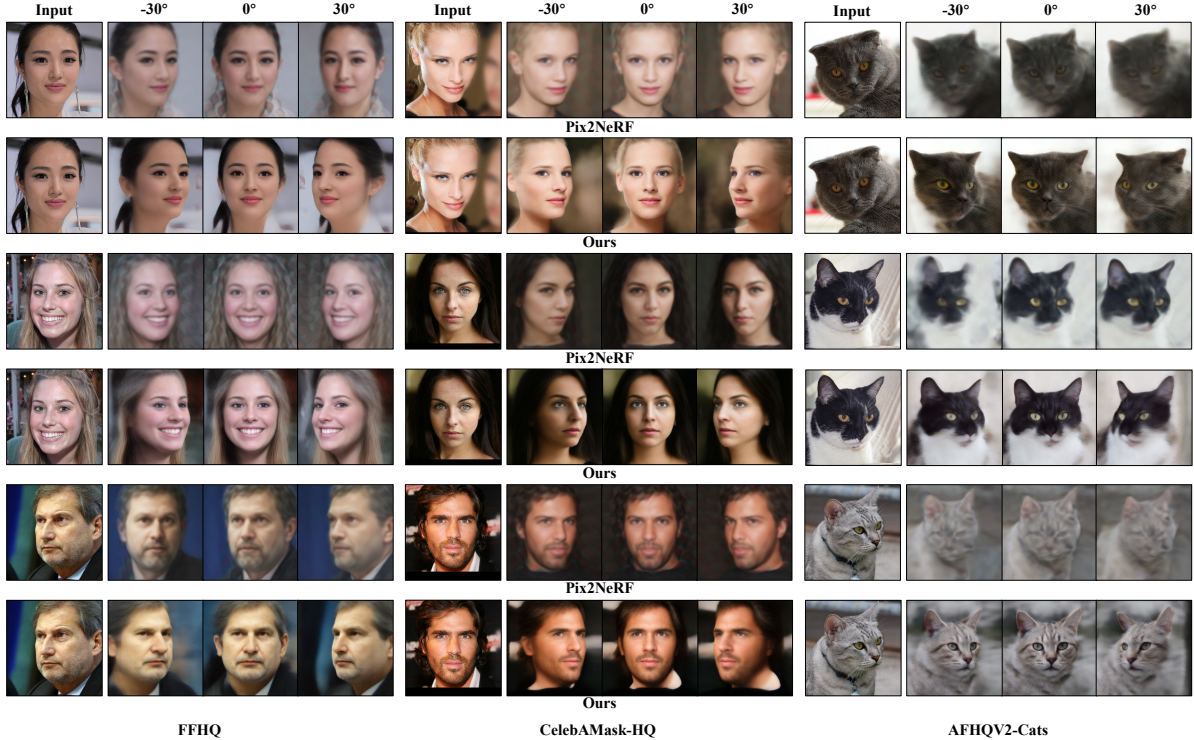 Input -30° 0° 30° Input -30° 0° 30° Input -30° 0° 30°
Pix2NeRF
Ours
Pix2NeRF
Ours
Pix2NeRF
Ours
FFHQ CelebAMask-HQ AFHQV2-Cats